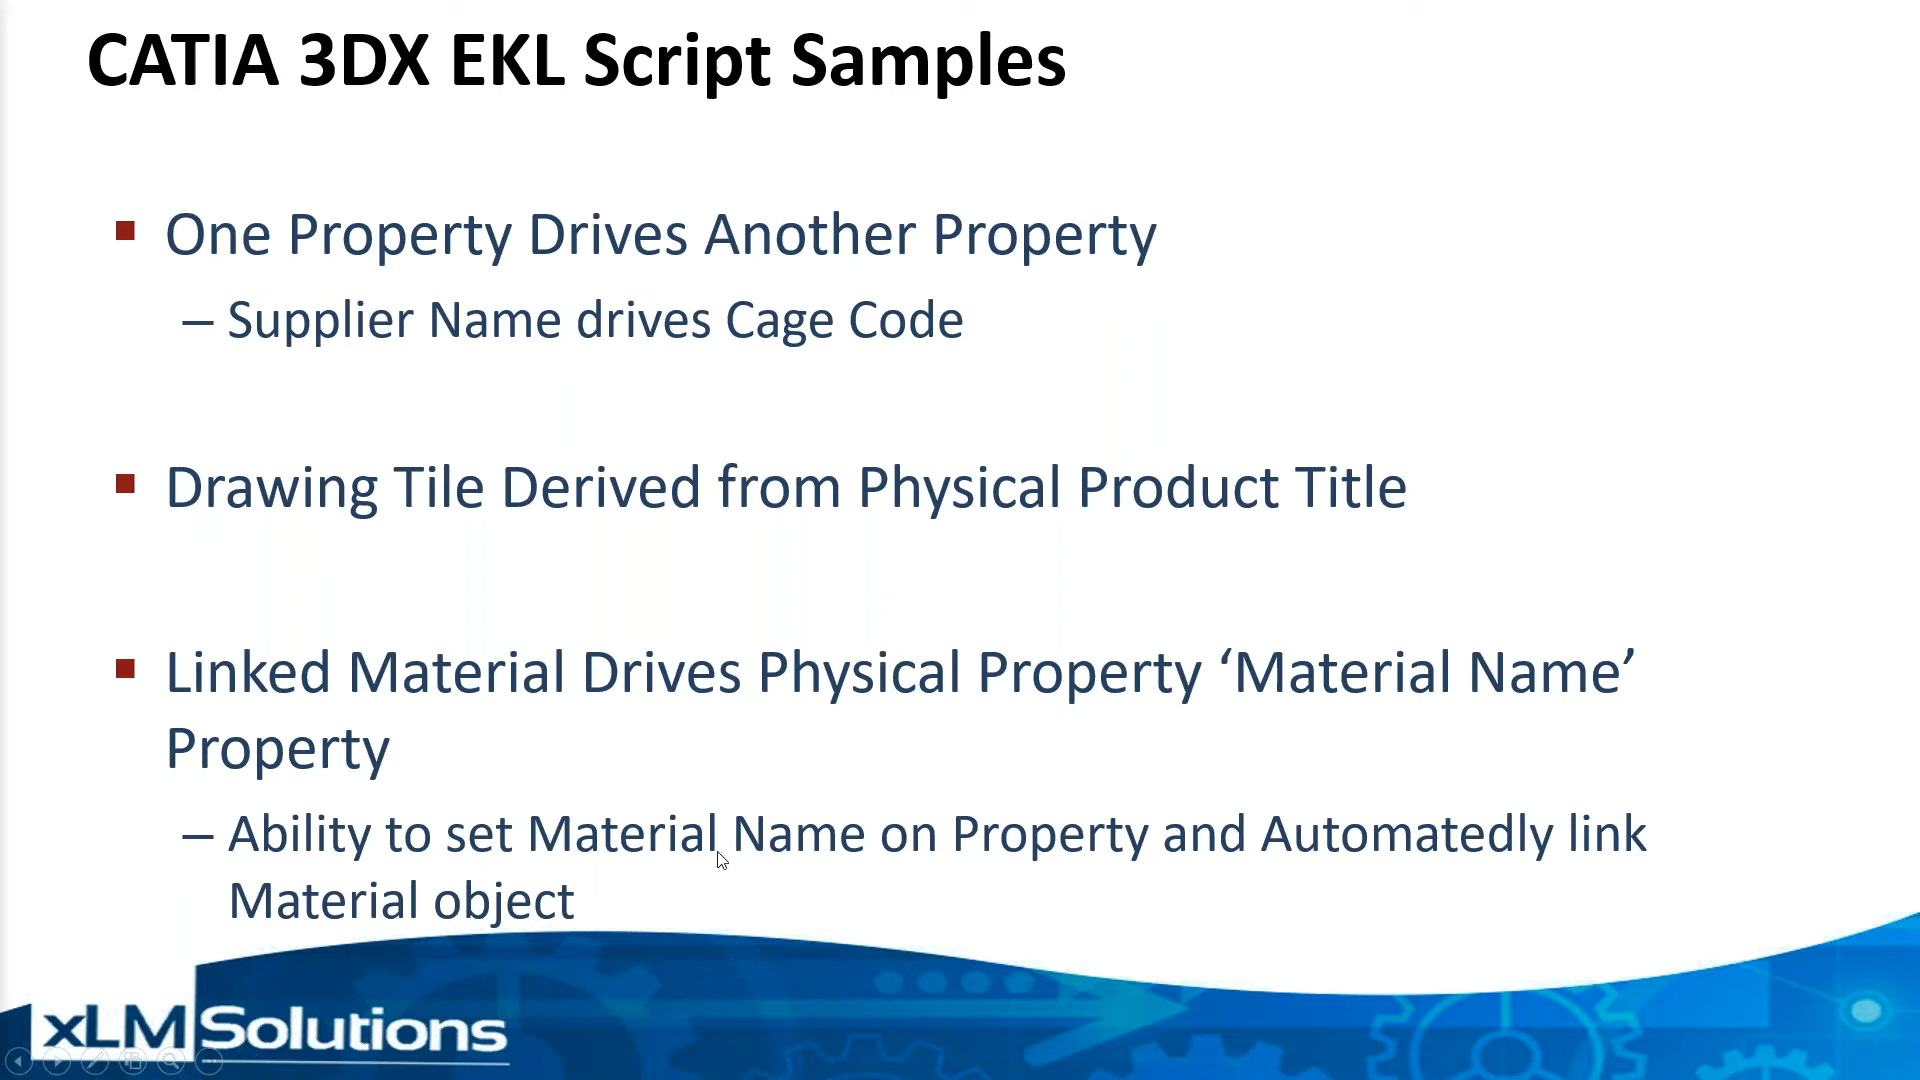 CATIA 3DX EKL Script Samples
▪ One Property Drives Another Property
– Supplier Name drives Cage Code
▪ Drawing Tile Derived from Physical Product Title
▪ Linked Material Drives Physical Property ‘Material Name’
Property
– Ability to set Material Name on Property and Automatedly link
Material object
xLM Solutions